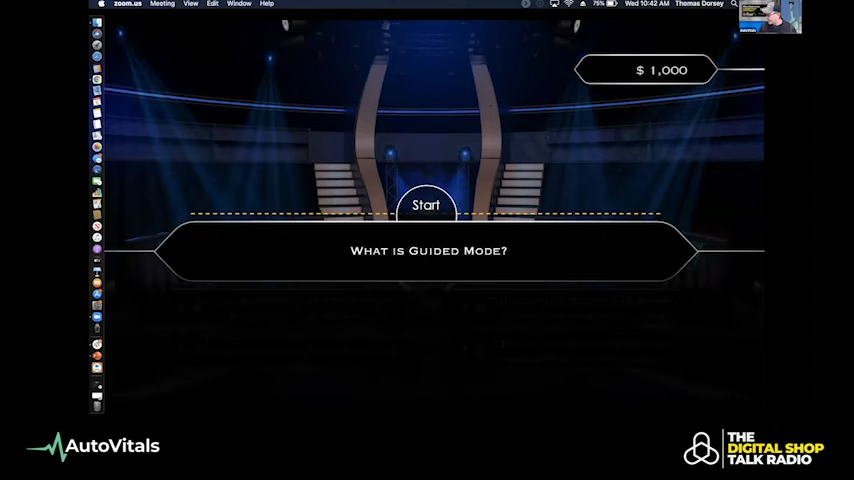 zoom.us Meeting View Edit Window Help
75% Wed 10:42 AM Thomas Dorsey
$ 1,000
Start
What is Guided Mode?
AutoVitals
THE
DIGITAL SHOP
TALK RADIO